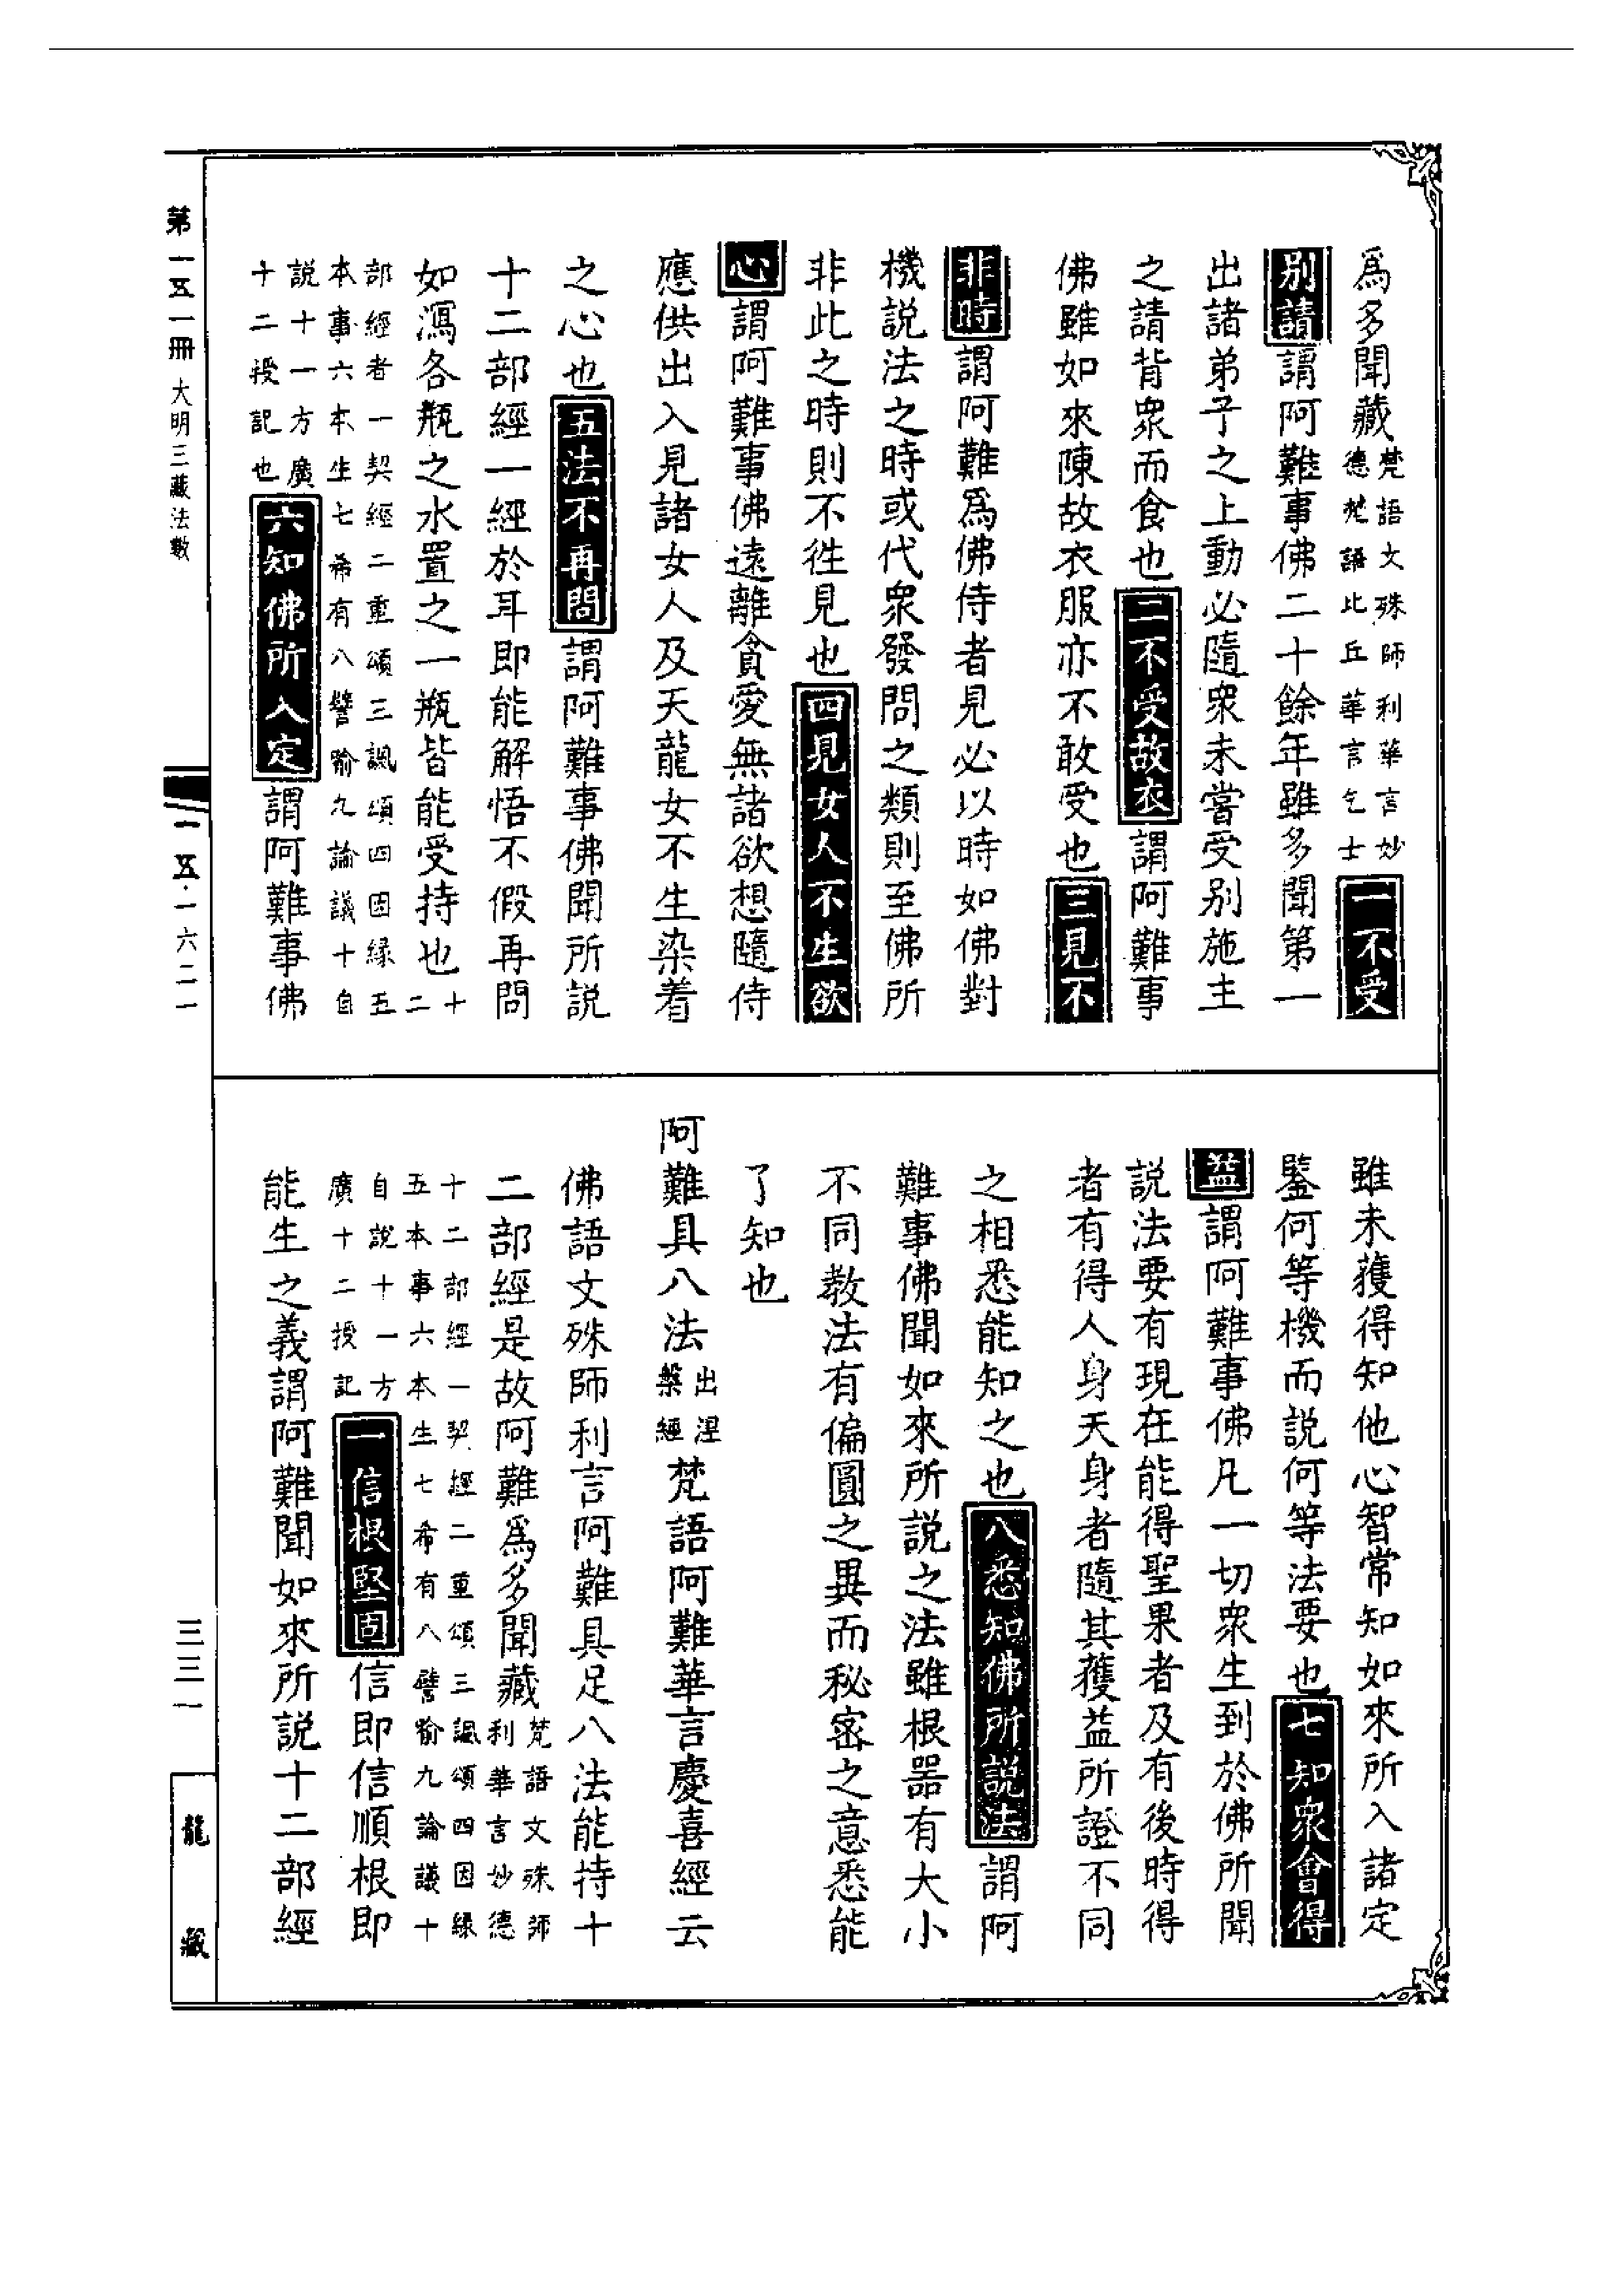 爲多聞藏梵語文殊師利華言妙德梵語比丘華言乞士一不受
別請謂阿難事佛二十餘年雖多聞第一
出諸弟子之上動必隨衆未嘗受別施主
之請背衆而食也二不受故衣謂阿難事
佛雖如來陳故衣服亦不敢受也三見不
非時謂阿難爲佛侍者見必以時如佛對
機説法之時或代衆發問之類則至佛所
非此之時則不徃見也四見女人不生欲
心謂阿難事佛遠離貪愛無諸欲想隨侍
應供出入見諸女人及天龍女不生染着
之心也五法不再問謂阿難事佛聞所説
十二部經一經於耳即能解悟不假再問
如瀉各瓶之水置之一瓶皆能受持也十二
部經者一契經二重頌三諷頌四因縁五
本事六本生七希有八譬喻九論議十自
説十一方廣
十二授記也六知佛所入定謂阿難事佛
雖未獲得知他心智常知如來所入諸定
鑒何等機而説何等法要也七知衆會得
益謂阿難事佛凡一切衆生到於佛所聞
説法要有現在能得聖果者及有後時得
者有得人身天身者隨其獲益所證不同
之相悉能知之也八悉知佛所説法謂阿
難事佛聞如來所説之法雖根器有大小
不同教法有偏圓之異而秘密之意悉能
了知也
阿難具八法出涅槃經梵語阿難華言慶喜經云
佛語文殊師利言阿難具足八法能持十
二部經是故阿難爲多聞藏梵語文殊師利華言妙德
十二部經一契經二重頌三諷頌四因縁
五本事六本生七希有八譬喻九論議十
自説十一方
廣十二授記一信根堅固信即信順根即
能生之義謂阿難聞如來所説十二部經
第一五一冊 大明三藏法數
一五·一六二一
三三一
龍藏